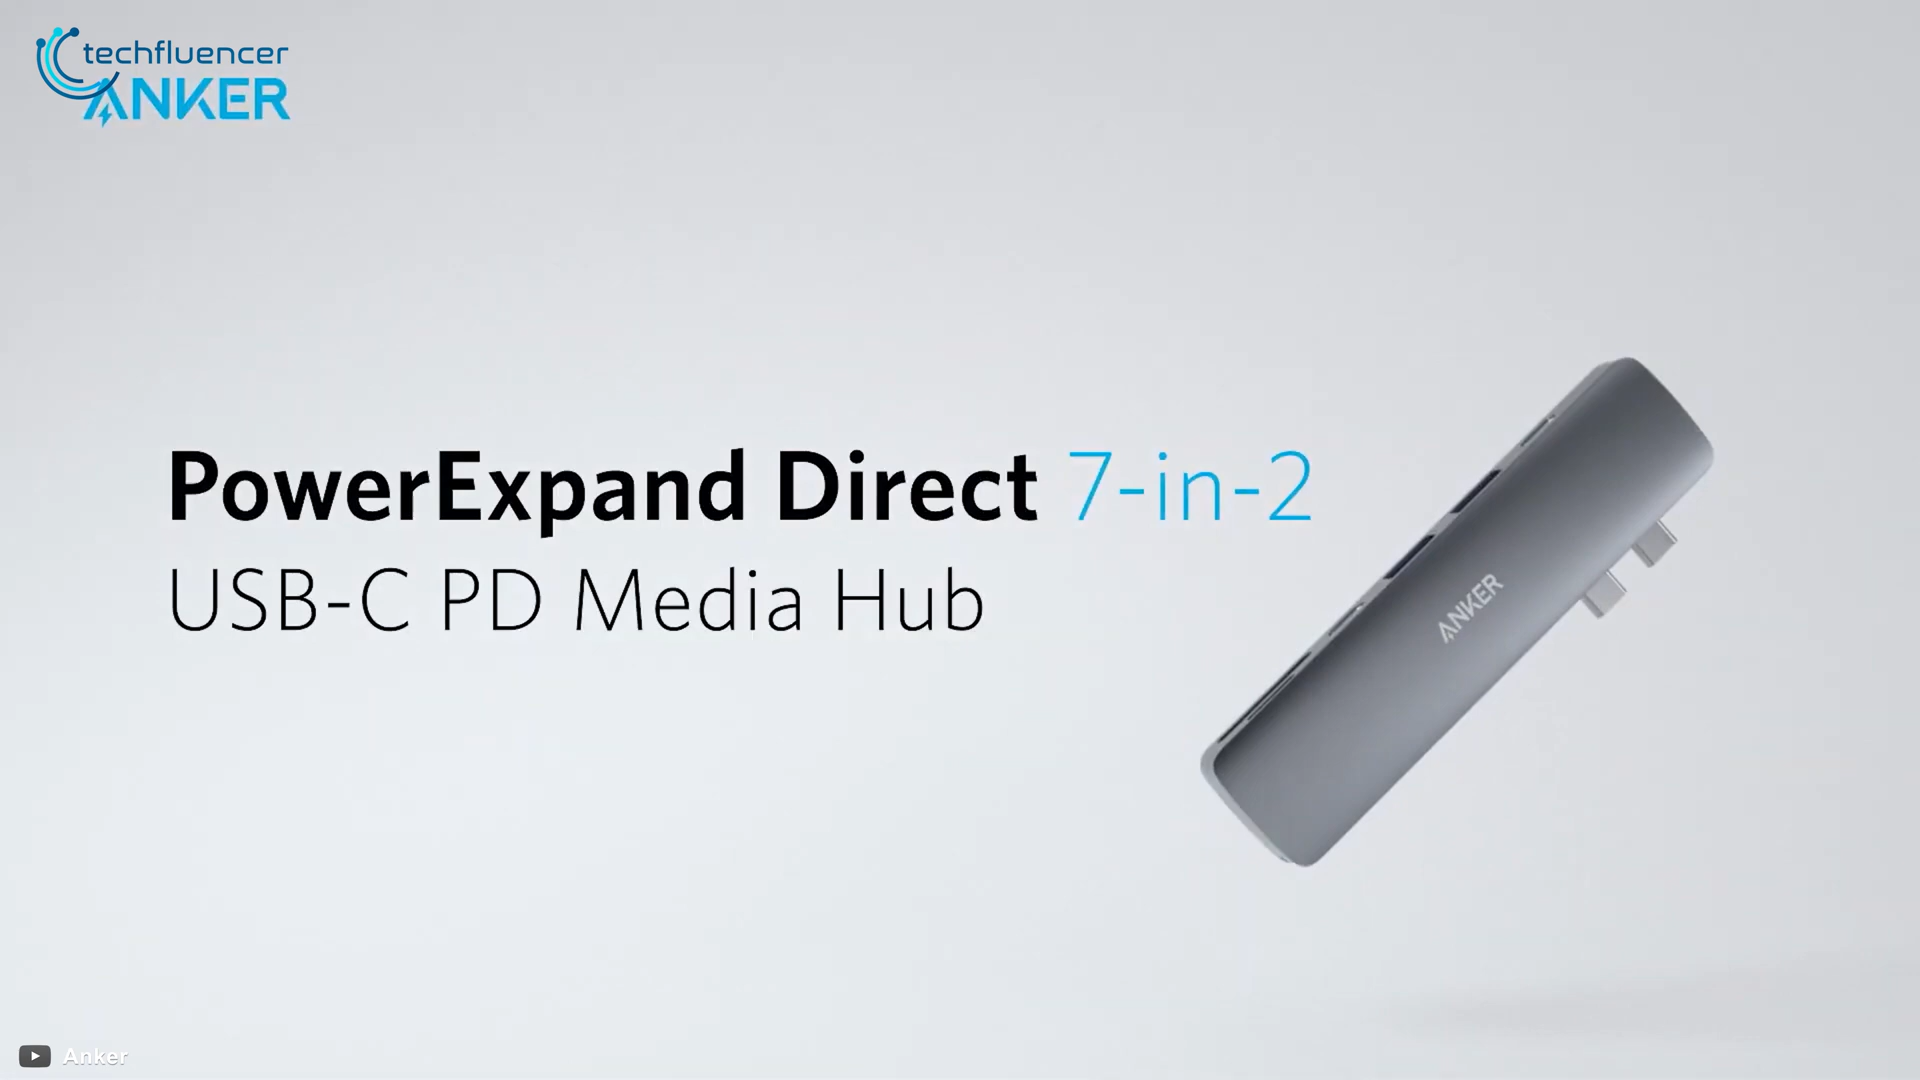 techfluencer
ANKER
PowerExpand Direct 7-in-2
USB-C PD Media Hub
ANKER
Anker